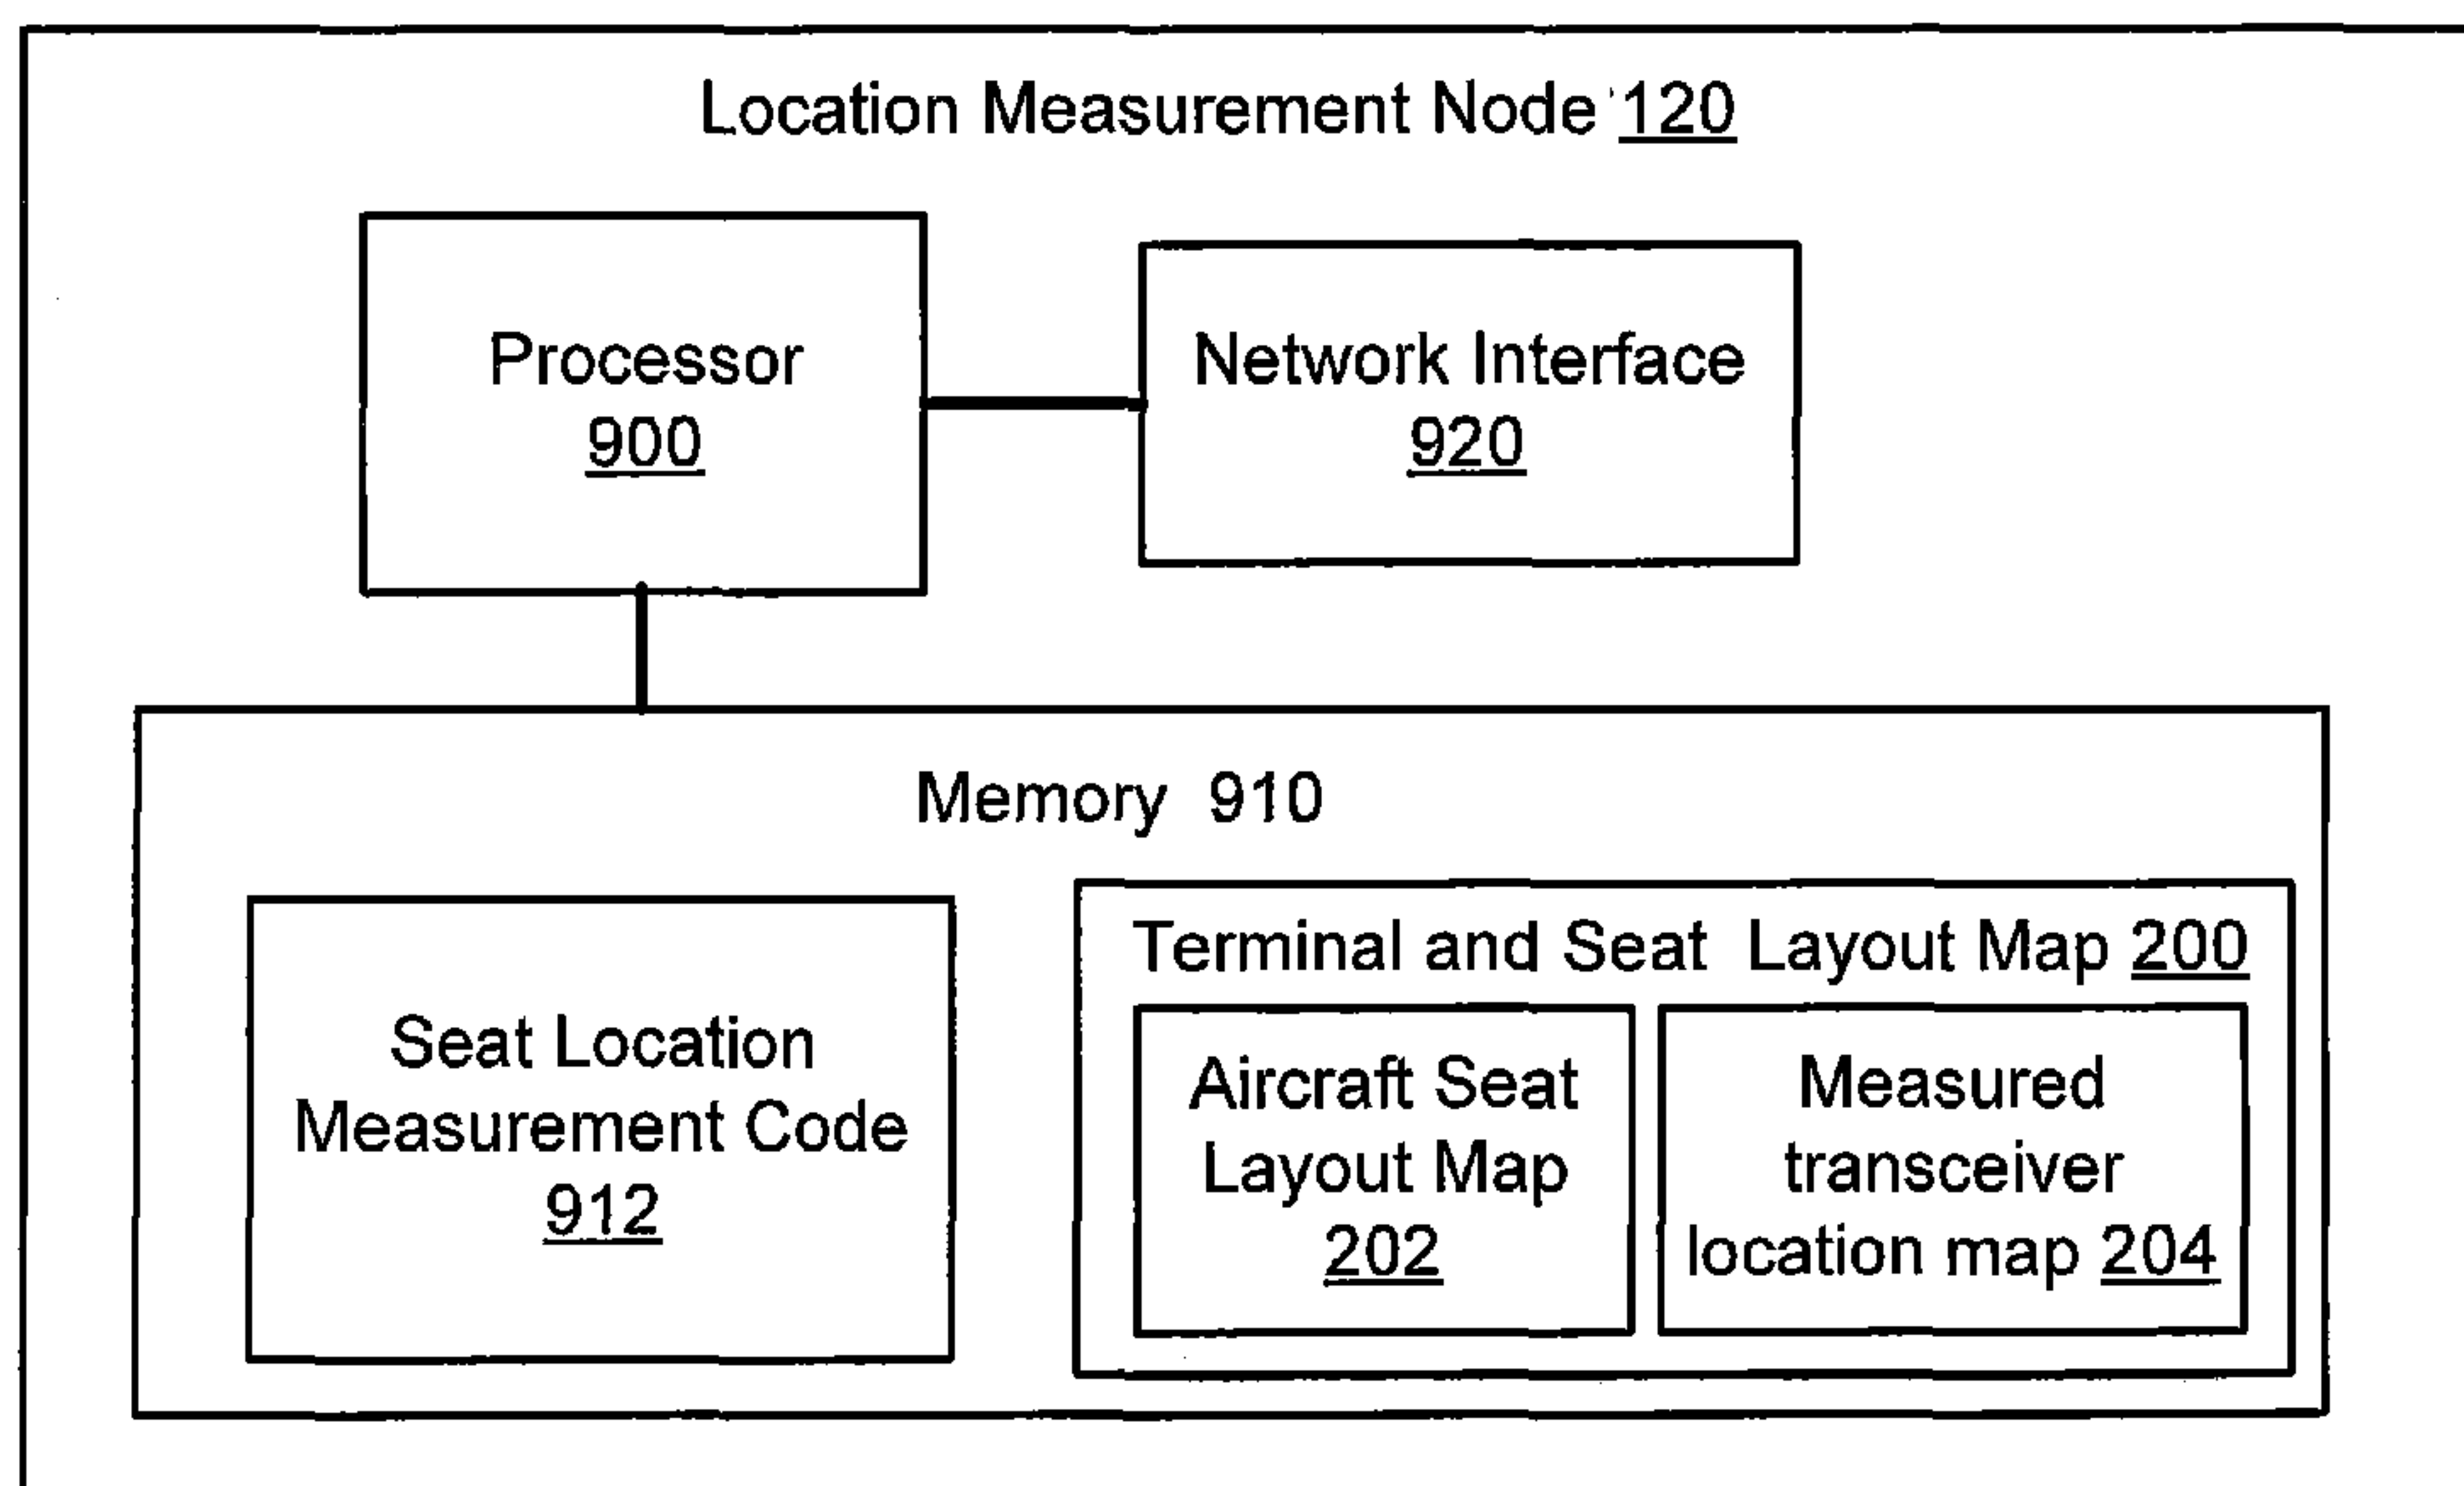 Location Measurement Node 120
Processor
900
Network Interface
920
Memory 910
Seat Location
Measurement Code
912
Terminal and Seat Layout Map 200
Aircraft Seat
Layout Map
202
Measured
transceiver
location map 204